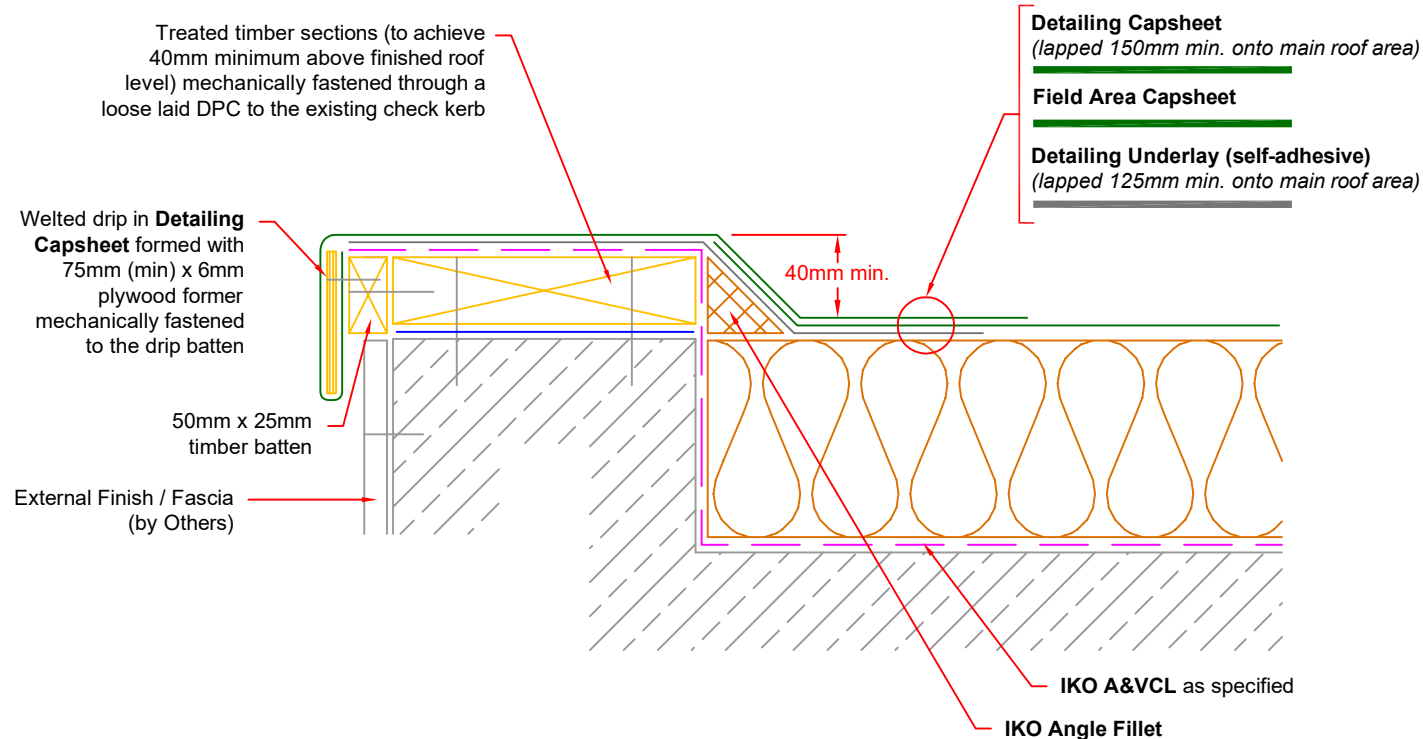 Treated timber sections (to achieve
40mm minimum above finished roof
level) mechanically fastened through a
loose laid DPC to the existing check kerb
Detailing Capsheet
(lapped 150mm min. onto main roof area)
Field Area Capsheet
Detailing Underlay (self-adhesive)
(lapped 125mm min. onto main roof area)
Welted drip in Detailing
Capsheet formed with
75mm (min) x 6mm
plywood former
mechanically fastened
to the drip batten
40mm min.
50mm x 25mm
timber batten
External Finish / Fascia
(by Others)
IKO A&VCL as specified
IKO Angle Fillet